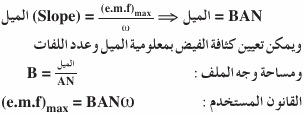 الميل (Slope) = (e.m.f)max / ω ⟹ الميل = BAN
ويمكن تعيين كثافة الفيض بمعلومية الميل وعدد اللفات
ومساحة وجه الملف : B = الميل / AN
القانون المستخدم : (e.m.f)max = BANω